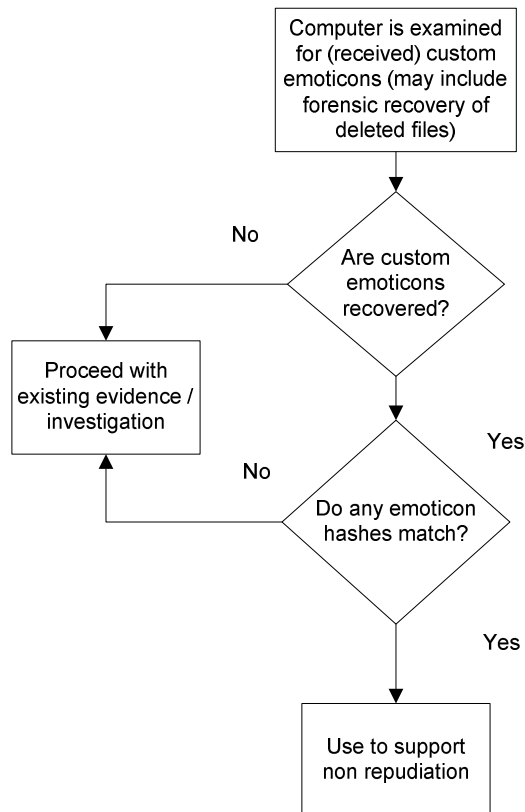 Computer is examined
for (received) custom
emoticons (may include
forensic recovery of
deleted files)
No
Are custom
emoticons
recovered?
Proceed with
existing evidence /
investigation
Yes
No
Do any emoticon
hashes match?
Yes
Use to support
non repudiation